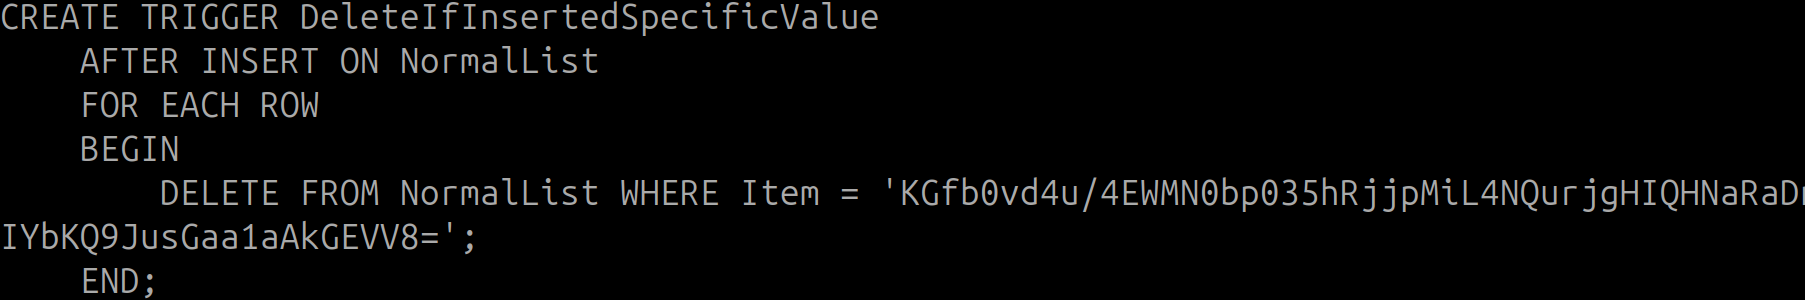 CREATE TRIGGER DeleteIfInsertedSpecificValue
AFTER INSERT ON NormalList
FOR EACH ROW
BEGIN
DELETE FROM NormalList WHERE Item = 'KGfb0vd4u/4EWMN0bp035hRjjpMiL4NQurjgHIQHNaRaD
IYbKQ9JusGaa1aAkGEVV8=';
END;